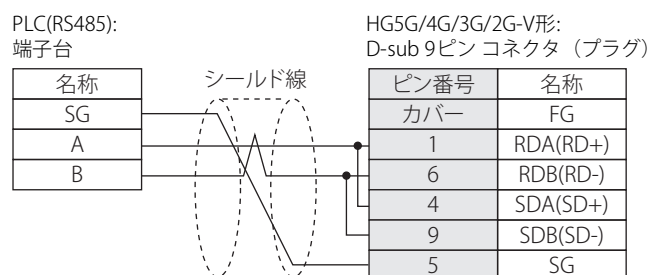 PLC(RS485):
端子台
HG5G/4G/3G/2G-V形:
D-sub 9ピン コネクタ（プラグ）
シールド線
名称
SG
A
B
ピン番号 名称
カバー FG
1 RDA(RD+)
6 RDB(RD-)
4 SDA(SD+)
9 SDB(SD-)
5 SG